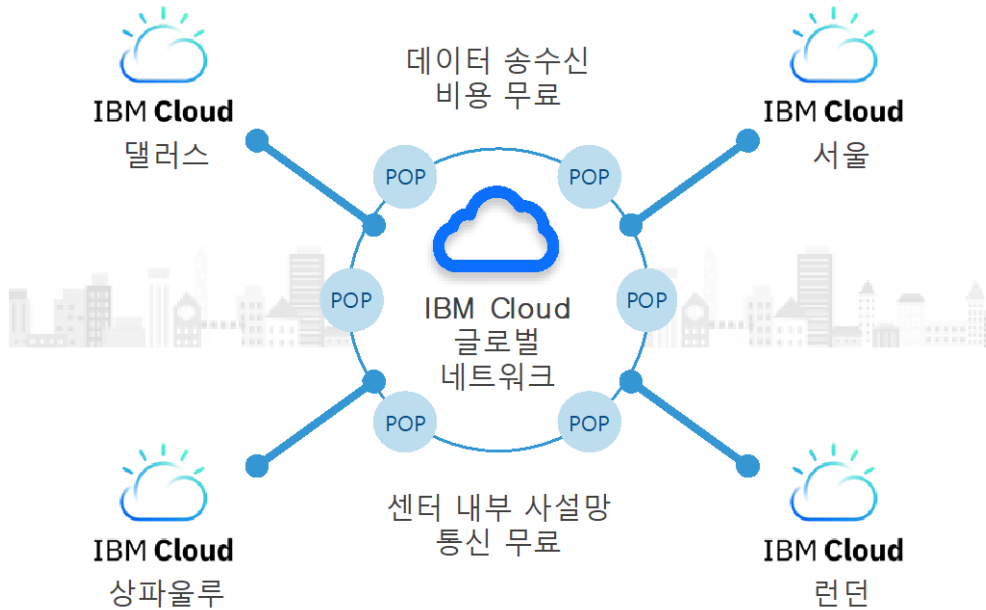 IBM Cloud
댈러스
데이터 송수신
비용 무료
IBM Cloud
서울
POP
POP
POP
POP
IBM Cloud
글로벌
네트워크
POP
POP
센터 내부 사설망
통신 무료
IBM Cloud
상파울루
IBM Cloud
런던